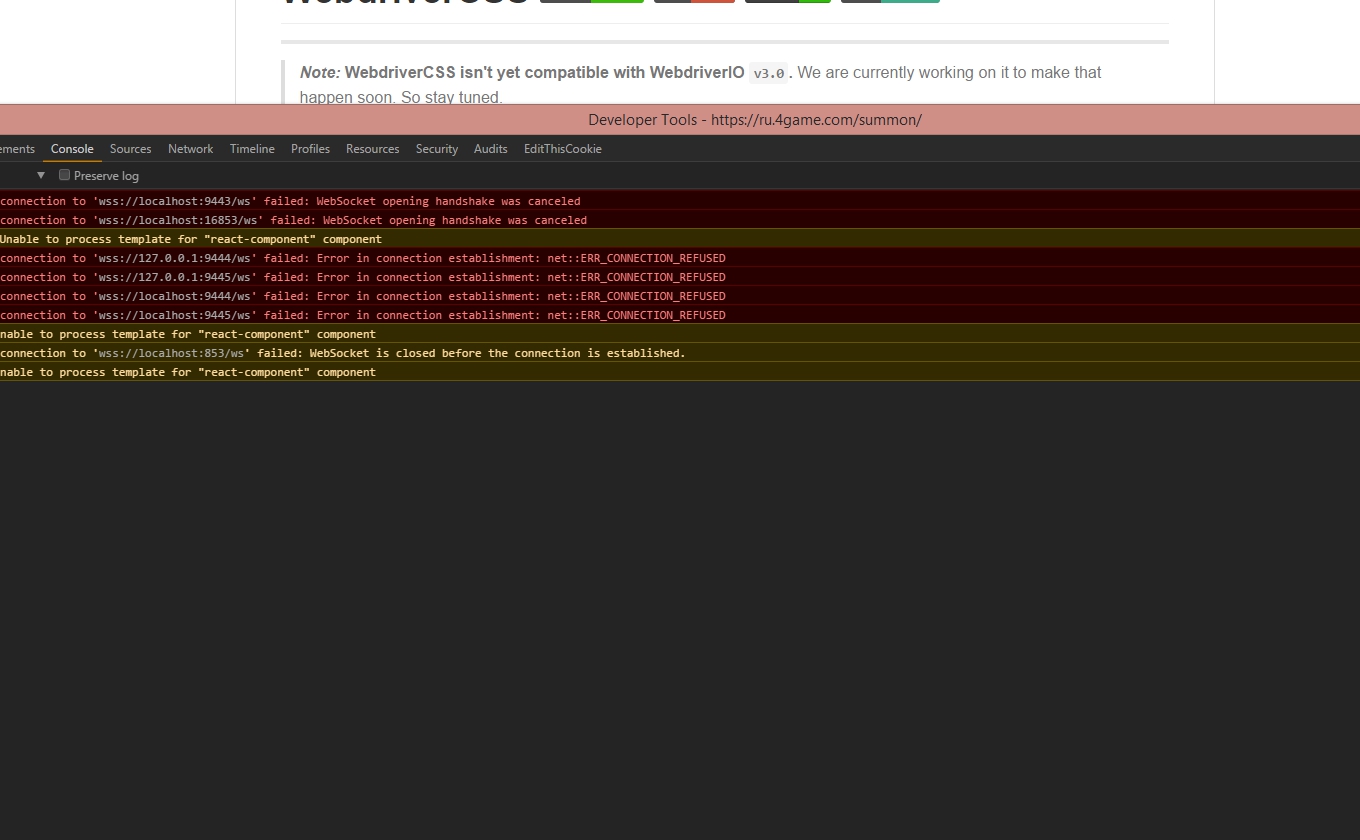 WebdriverCSS
Note: WebdriverCSS isn't yet compatible with WebdriverIO v3.0. We are currently working on it to make that
happen soon. So stay tuned.
Developer Tools - https://ru.4game.com/summon/
ements Console Sources Network Timeline Profiles Resources Security Audits EditThisCookie
▼ Preserve log
connection to 'wss://localhost:9443/ws' failed: WebSocket opening handshake was canceled
connection to 'wss://localhost:16853/ws' failed: WebSocket opening handshake was canceled
Unable to process template for "react-component" component
connection to 'wss://127.0.0.1:9444/ws' failed: Error in connection establishment: net::ERR_CONNECTION_REFUSED
connection to 'wss://127.0.0.1:9445/ws' failed: Error in connection establishment: net::ERR_CONNECTION_REFUSED
connection to 'wss://localhost:9444/ws' failed: Error in connection establishment: net::ERR_CONNECTION_REFUSED
connection to 'wss://localhost:9445/ws' failed: Error in connection establishment: net::ERR_CONNECTION_REFUSED
nable to process template for "react-component" component
connection to 'wss://localhost:853/ws' failed: WebSocket is closed before the connection is established.
nable to process template for "react-component" component